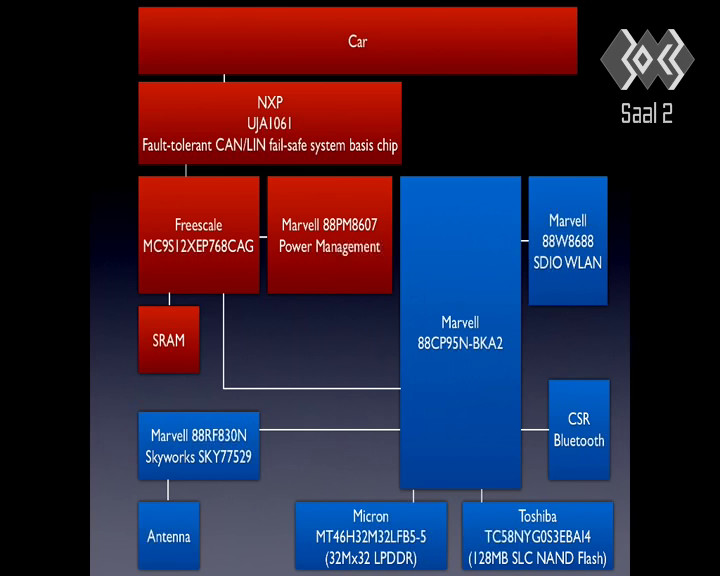 Car
Saal 2
NXP
UJA1061
Fault-tolerant CAN/LIN fail-safe system basis chip
Freescale
MC9S12XEP768CAG
Marvell 88PM8607
Power Management
Marvell
88W8688
SDIO WLAN
SRAM
Marvell
88CP95N-BKA2
Marvell 88RF830N
Skyworks SKY77529
CSR
Bluetooth
Antenna
Micron
MT46H32M32LFB5-5
(32Mx32 LPDDR)
Toshiba
TC58NYG0S3EBAI4
(128MB SLC NAND Flash)